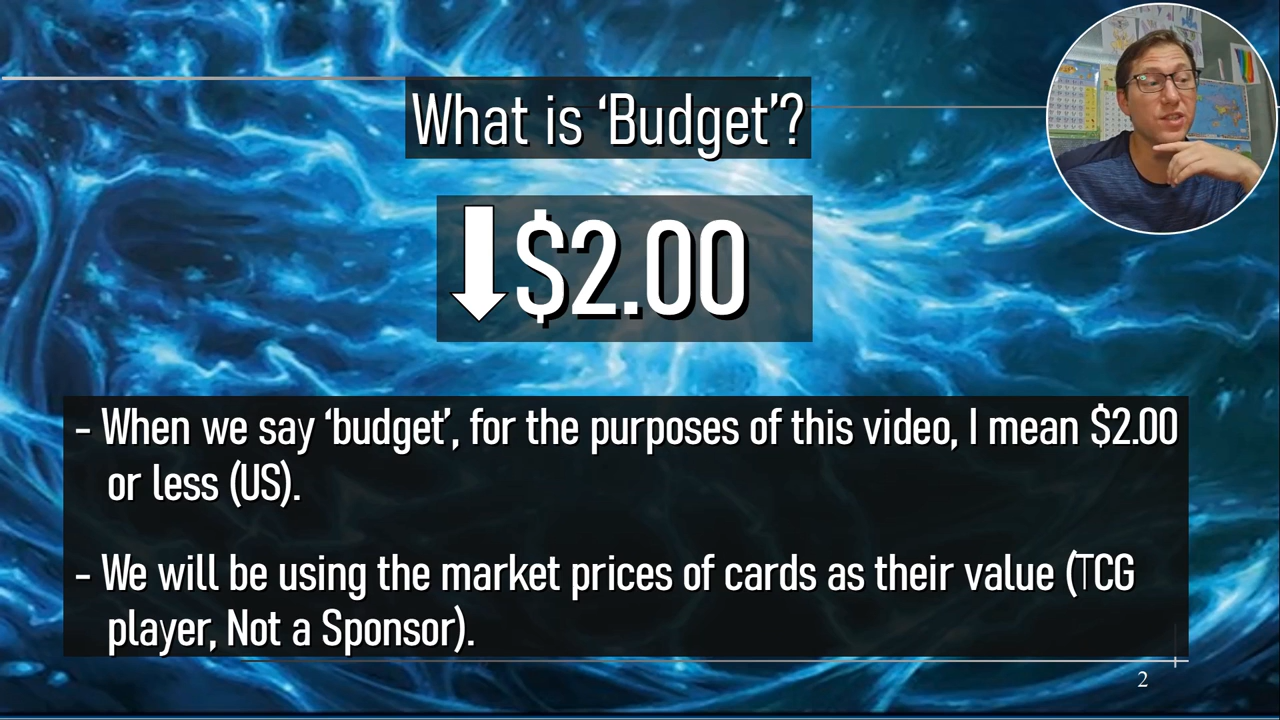 What is ‘Budget’?
$2.00
- When we say ‘budget’, for the purposes of this video, I mean $2.00
or less (US).
- We will be using the market prices of cards as their value (TCG
player, Not a Sponsor).
2